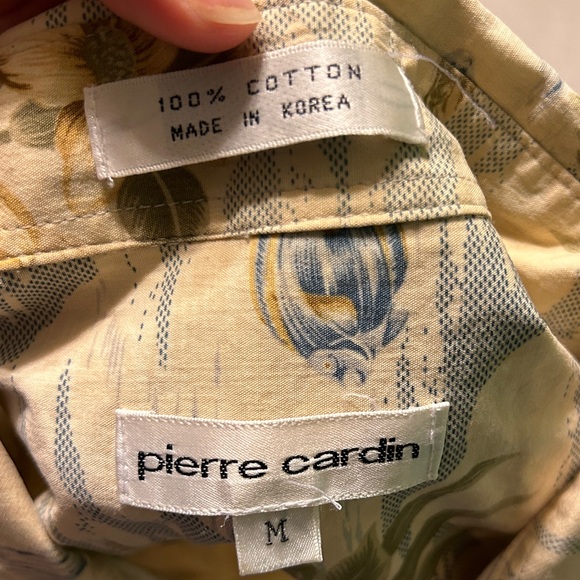 100% COTTON
MADE IN KOREA
pierre cardin
M